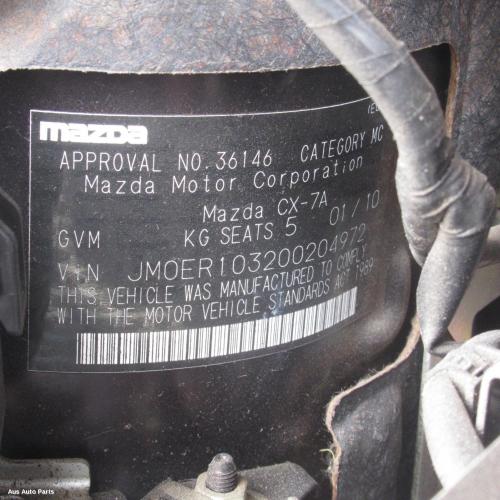 mazda
APPROVAL NO. 36146 CATEGORY MC
Mazda Motor Corporation
Mazda CX-7A
GVM KG SEATS 5 01/10
VIN JM0ER103200204972
THIS VEHICLE WAS MANUFACTURED TO COMPLY
WITH THE MOTOR VEHICLE STANDARDS ACT 1989
Aus Auto Parts